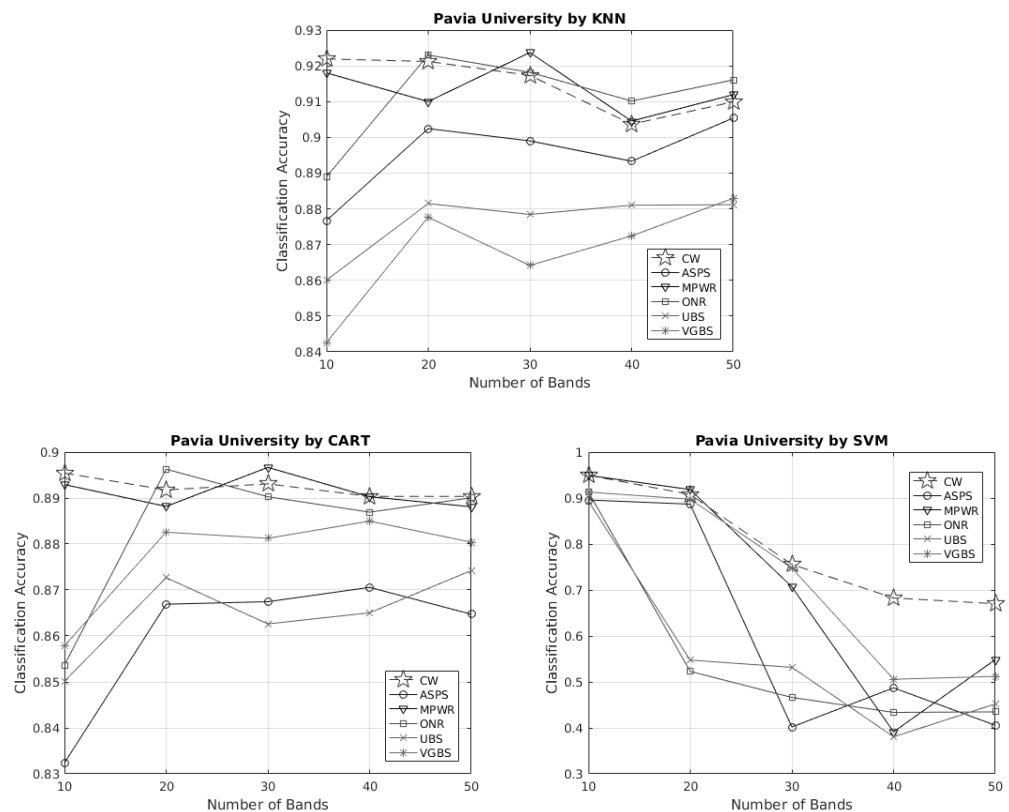 Pavia University by KNN
Classification Accuracy
0.93
0.92
0.91
0.9
0.89
0.88
0.87
0.86
0.85
0.84
10 20 30 40 50
Number of Bands
CW
ASPS
MPWR
ONR
UBS
VGBS
Pavia University by CART
Classification Accuracy
0.9
0.89
0.88
0.87
0.86
0.85
0.84
0.83
10 20 30 40 50
Number of Bands
CW
ASPS
MPWR
ONR
UBS
VGBS
Pavia University by SVM
Classification Accuracy
1
0.9
0.8
0.7
0.6
0.5
0.4
0.3
10 20 30 40 50
Number of Bands
CW
ASPS
MPWR
ONR
UBS
VGBS